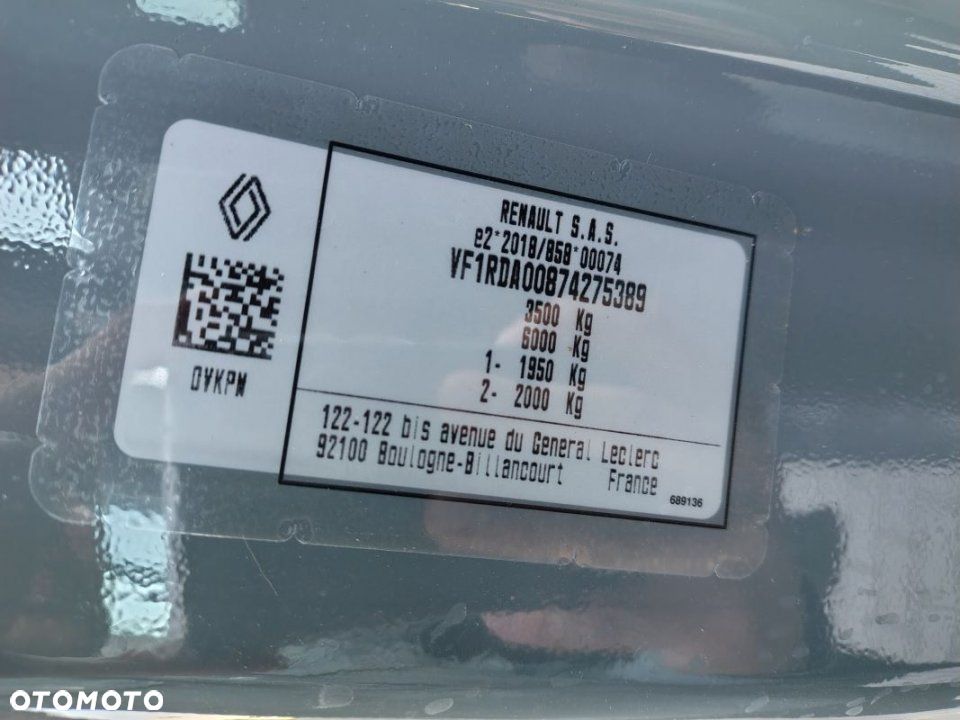 RENAULT S.A.S.
e2*2018/858*00074
VF1RDA00874275389
3500 Kg
6000 Kg
1- 1950 Kg
2- 2000 Kg
0VKPW
122-122 bis avenue du General Leclerc
92100 Boulogne-Billancourt France
689136
OTOMOTO